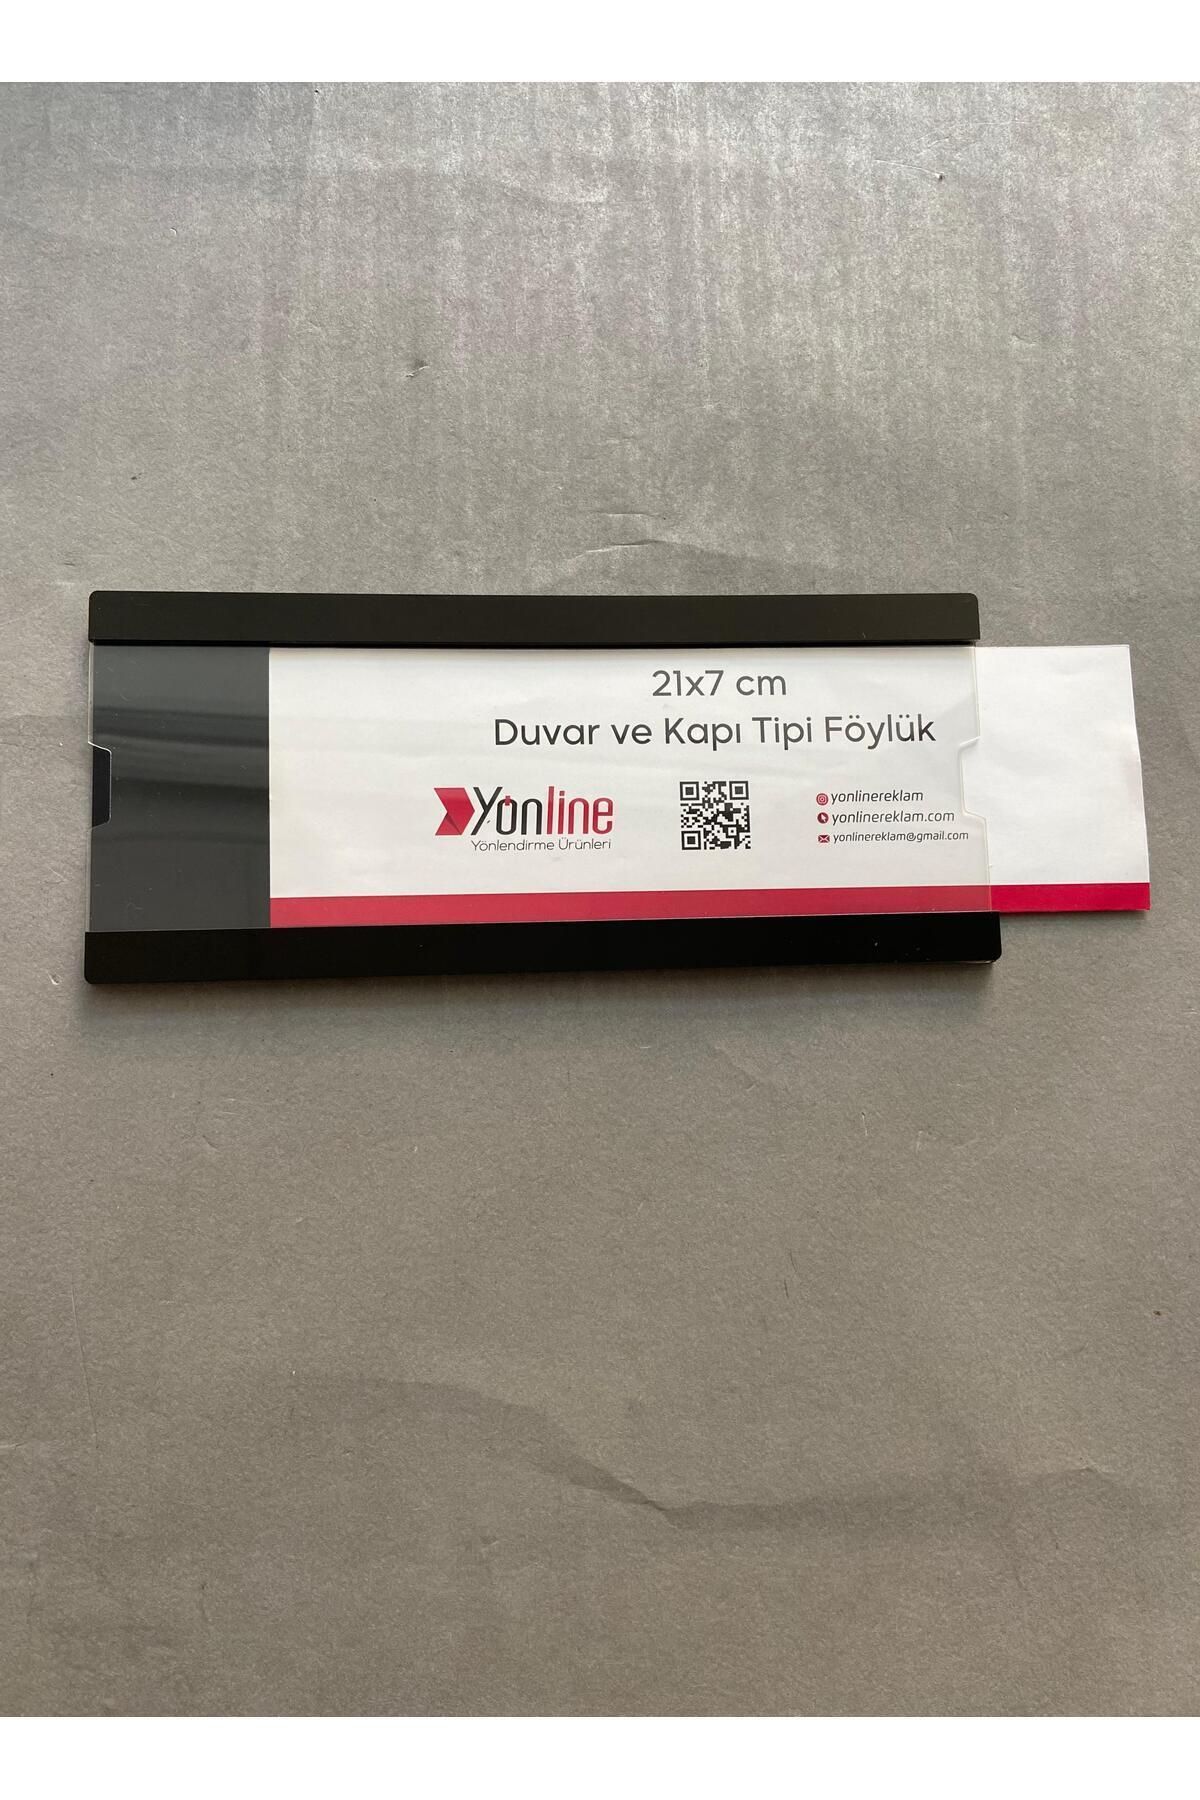 21x7 cm
Duvar ve Kapı Tipi Föylük
Yönline
Yönlendirme Ürünleri
yonlinereklam
yonlinereklam.com
yonlinereklam@gmail.com